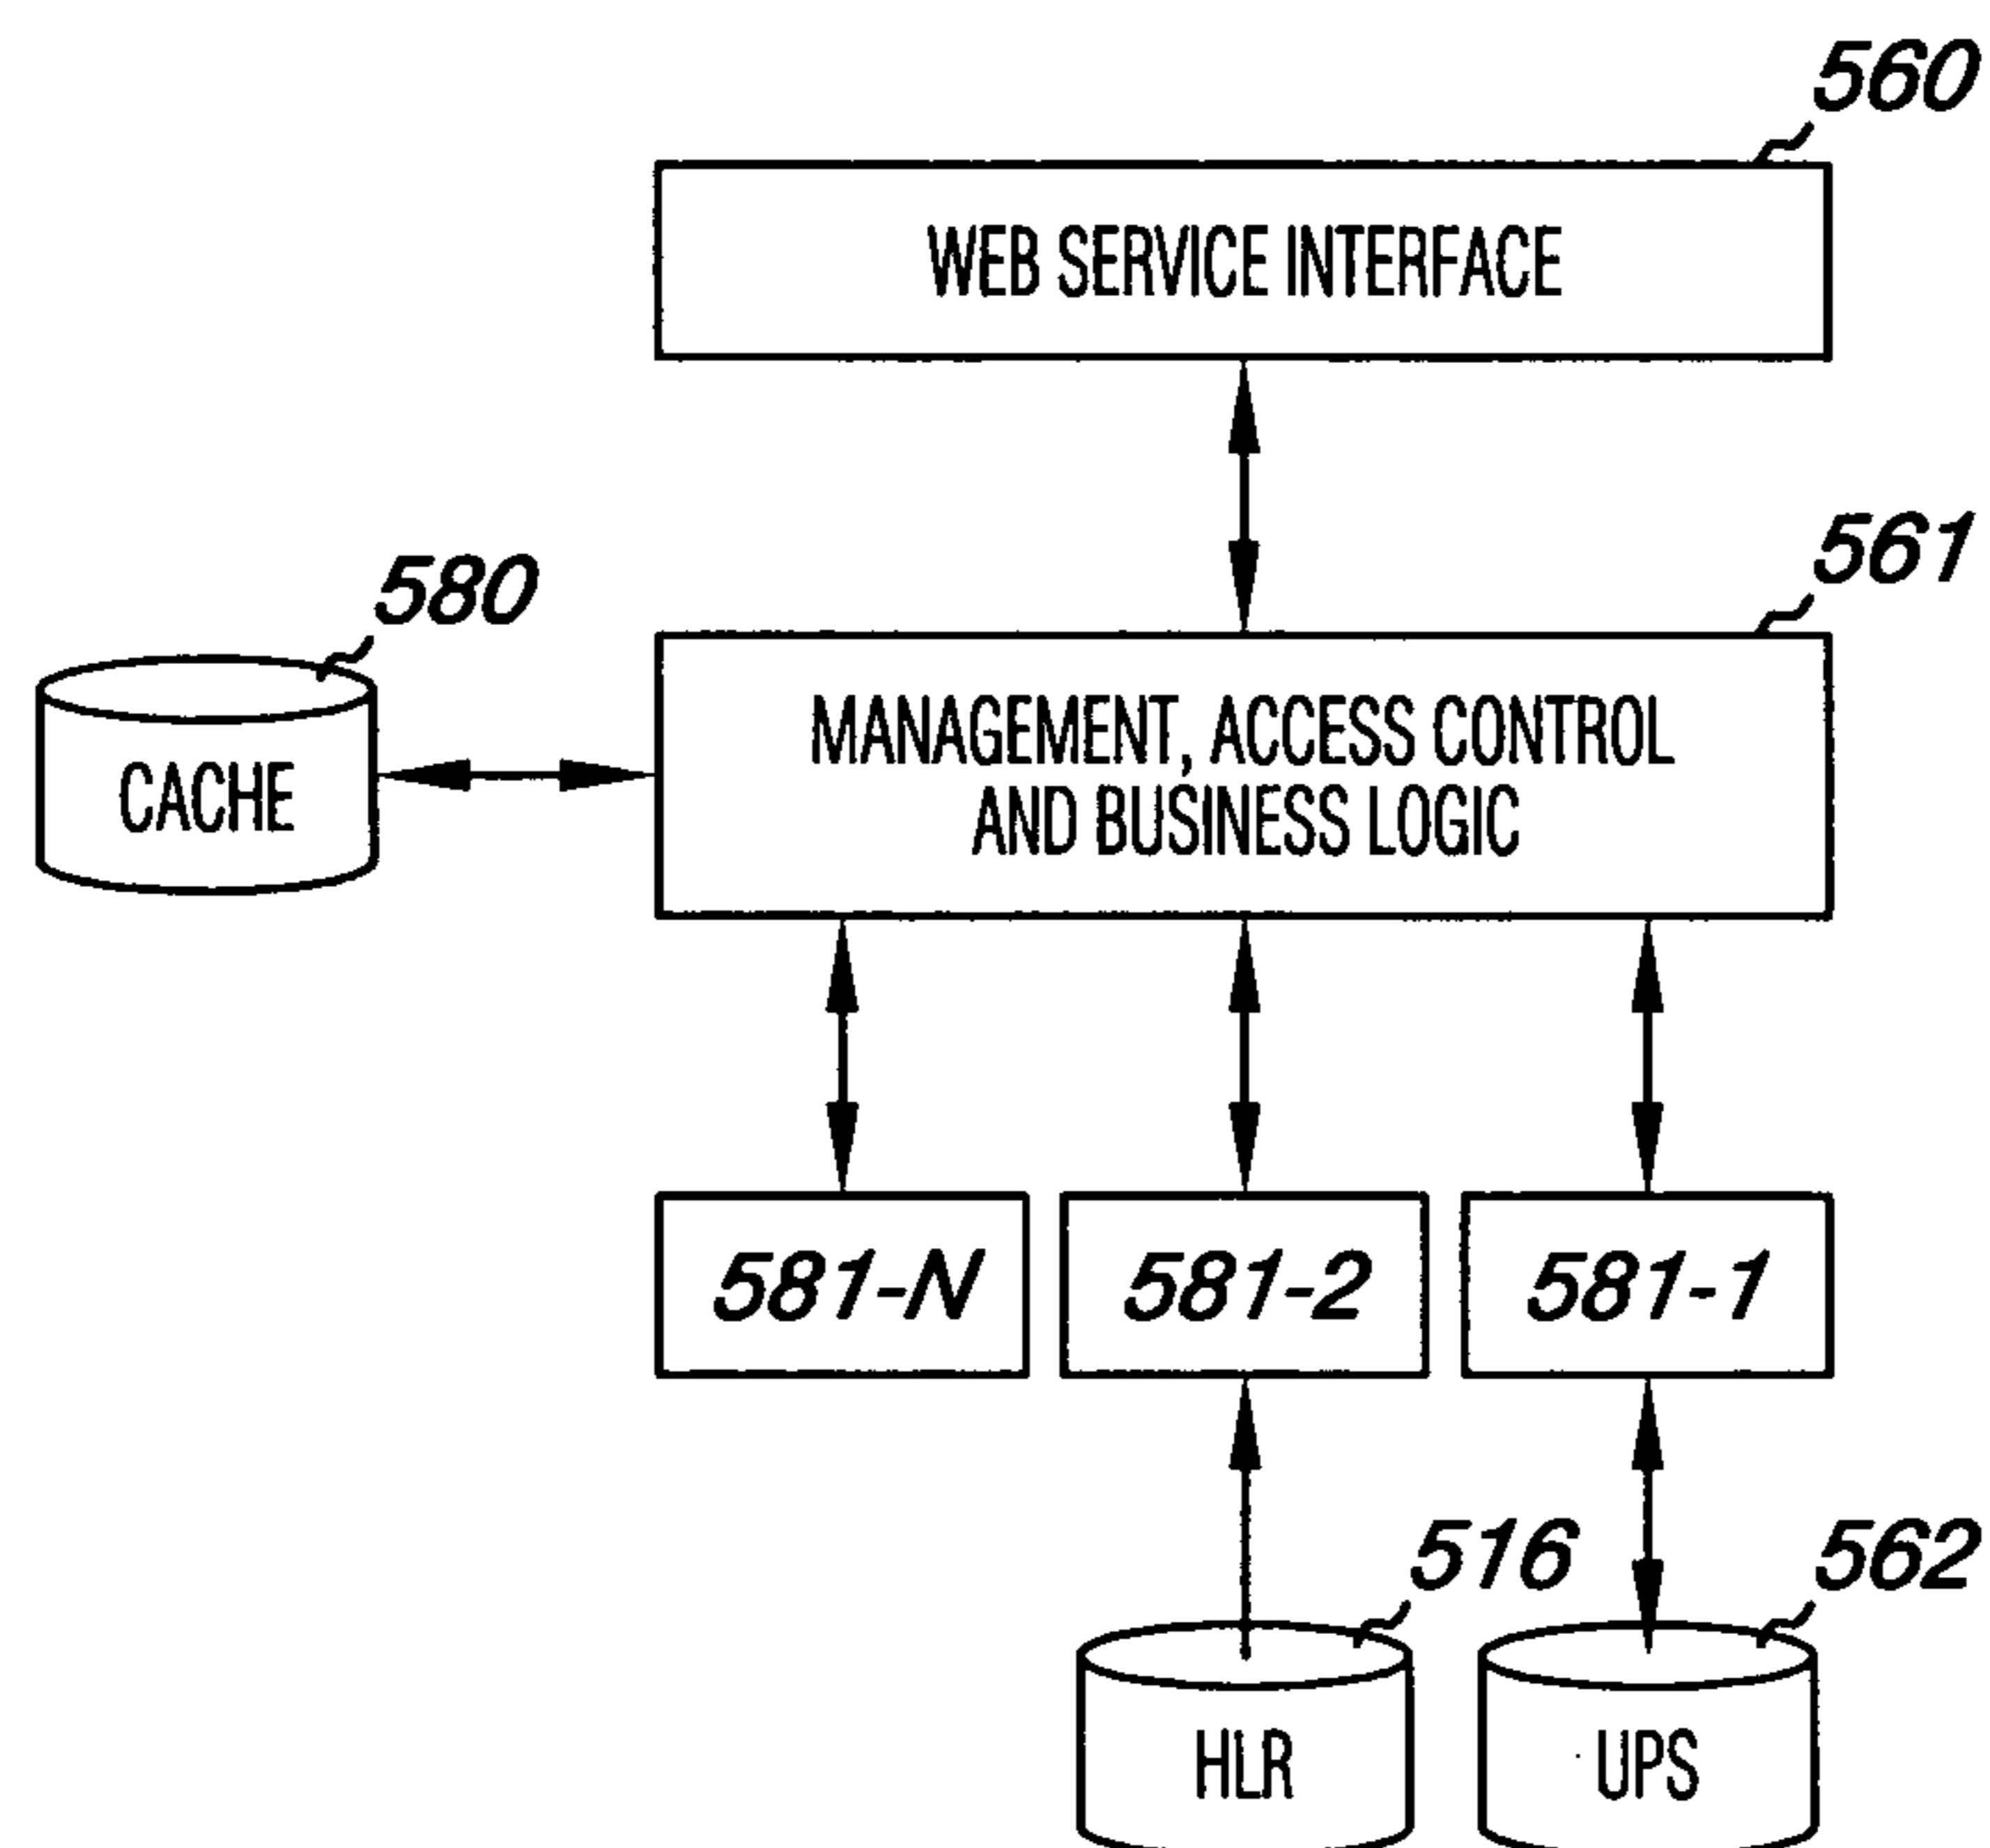 560
WEB SERVICE INTERFACE
561
580
MANAGEMENT, ACCESS CONTROL
AND BUSINESS LOGIC
CACHE
581-N
581-2
581-1
516
562
HLR
UPS